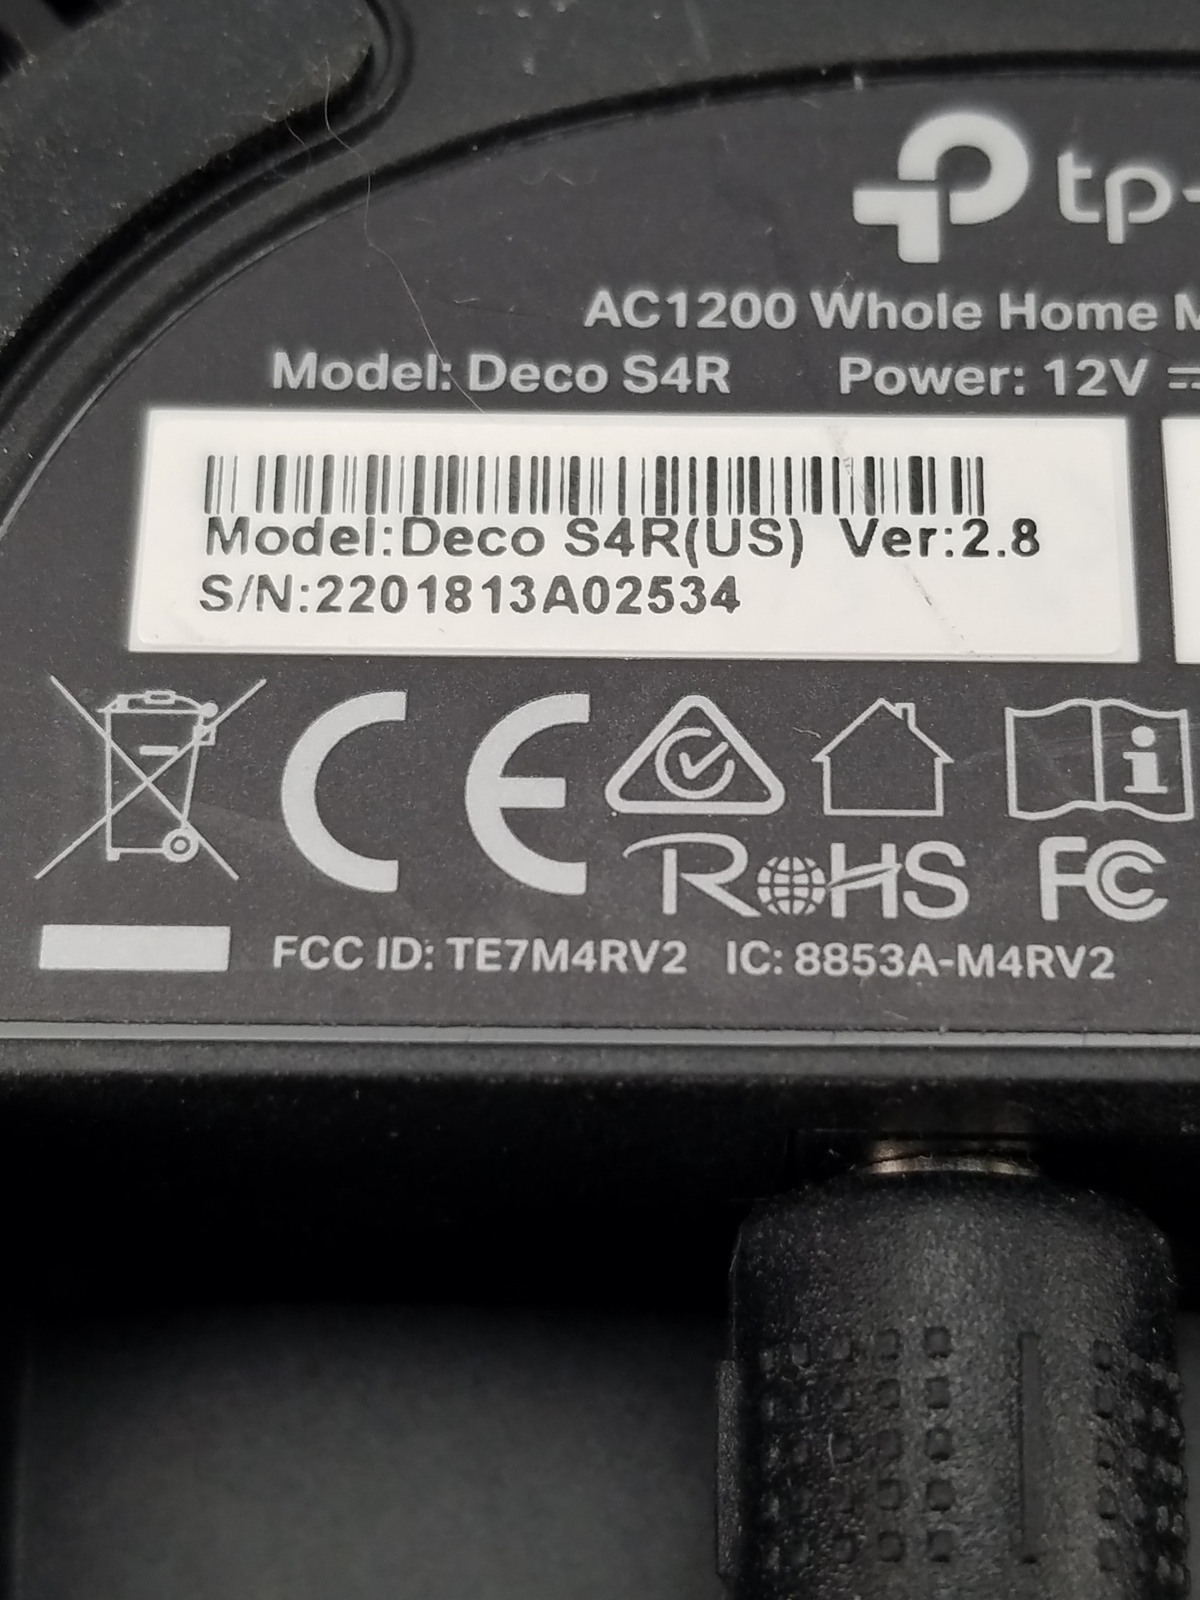 tp-
AC1200 Whole Home M
Model: Deco S4R Power: 12V
Model:Deco S4R(US) Ver:2.8
S/N:2201813A02534
CE
RoHS FC
FCC ID: TE7M4RV2 IC: 8853A-M4RV2